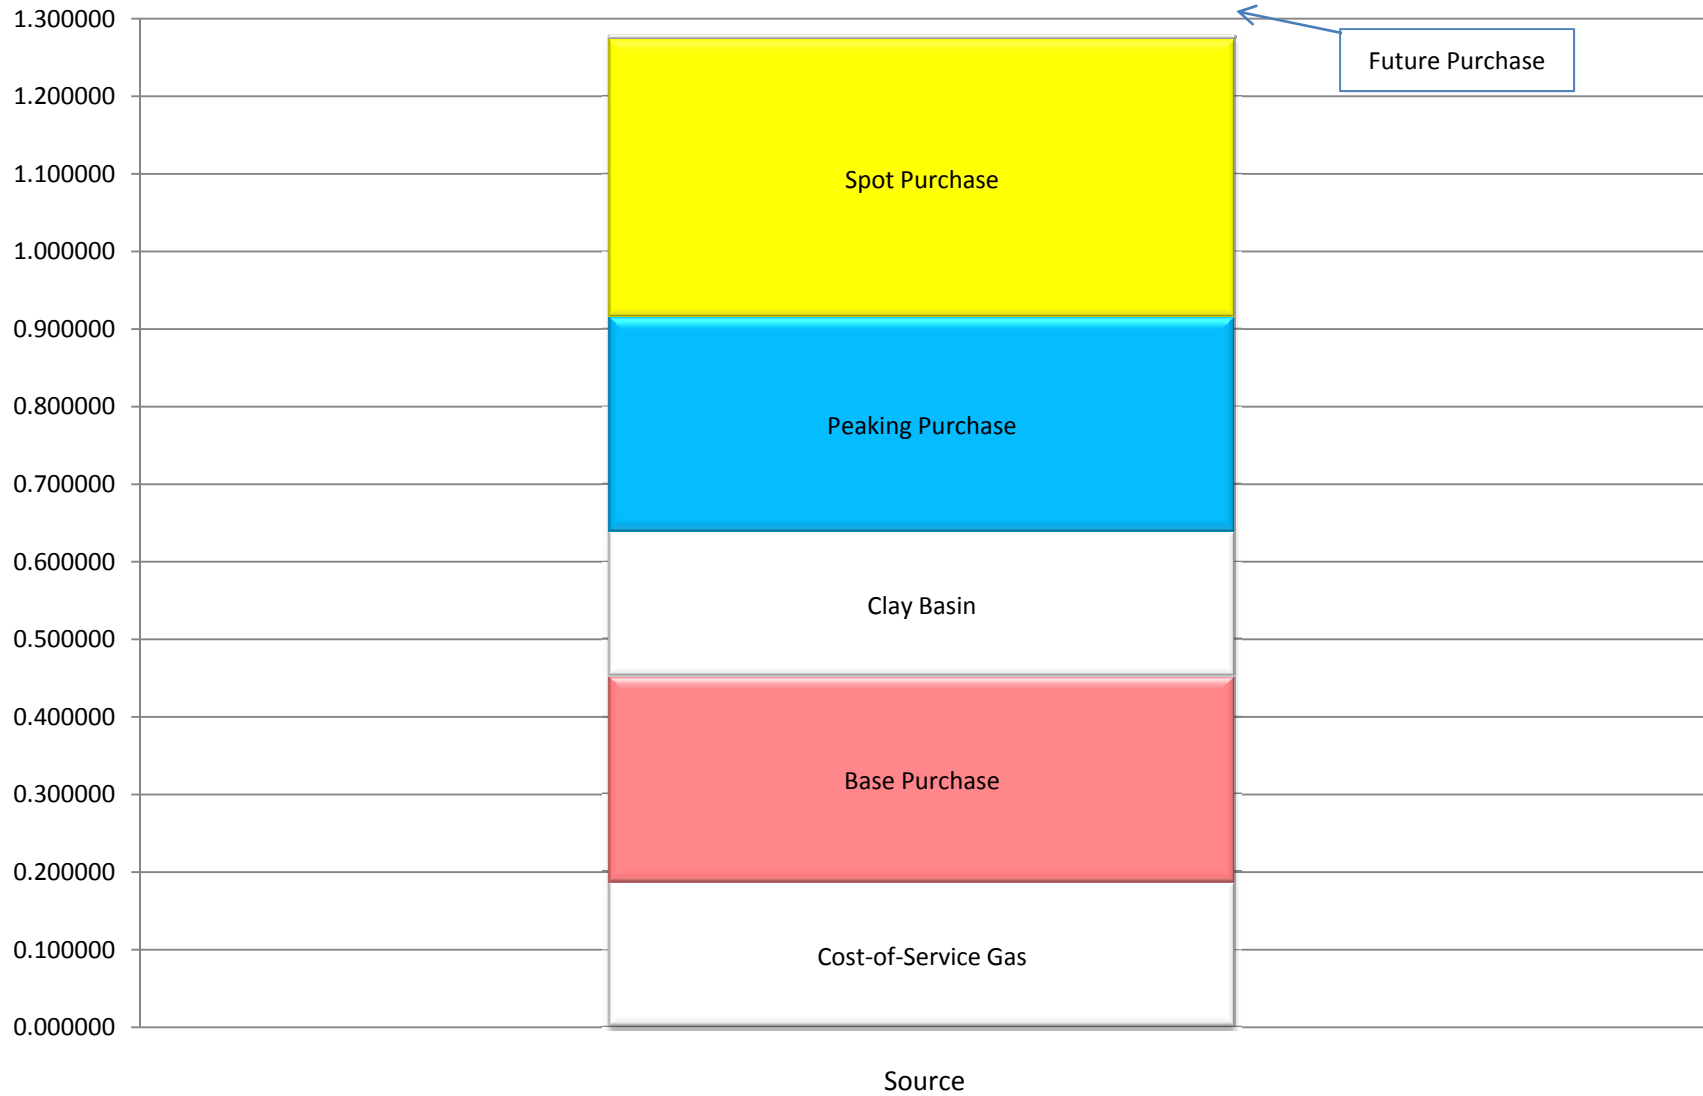 1.300000
Future Purchase
1.200000
Spot Purchase
1.100000
1.000000
0.900000
0.800000
Peaking Purchase
0.700000
0.600000
Clay Basin
0.500000
0.400000
Base Purchase
0.300000
0.200000
Cost-of-Service Gas
0.100000
0.000000
Source